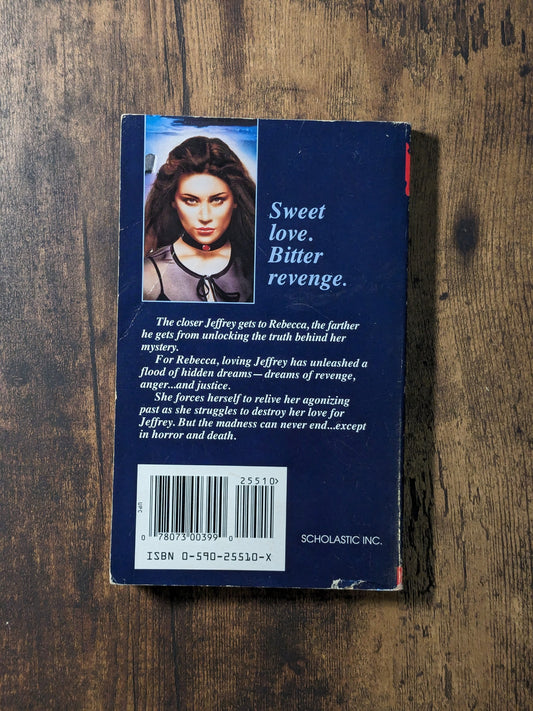 Sweet
love.
Bitter
revenge.
The closer Jeffrey gets to Rebecca, the farther
he gets from unlocking the truth behind her
mystery.
For Rebecca, loving Jeffrey has unleashed a
flood of hidden dreams—dreams of revenge,
anger...and justice.
She forces herself to relive her agonizing
past as she struggles to destroy her love for
Jeffrey. But the madness can never end...except
in horror and death.
UPC
25510>
0 78073 00399 0
ISBN 0-590-25510-X
SCHOLASTIC INC.